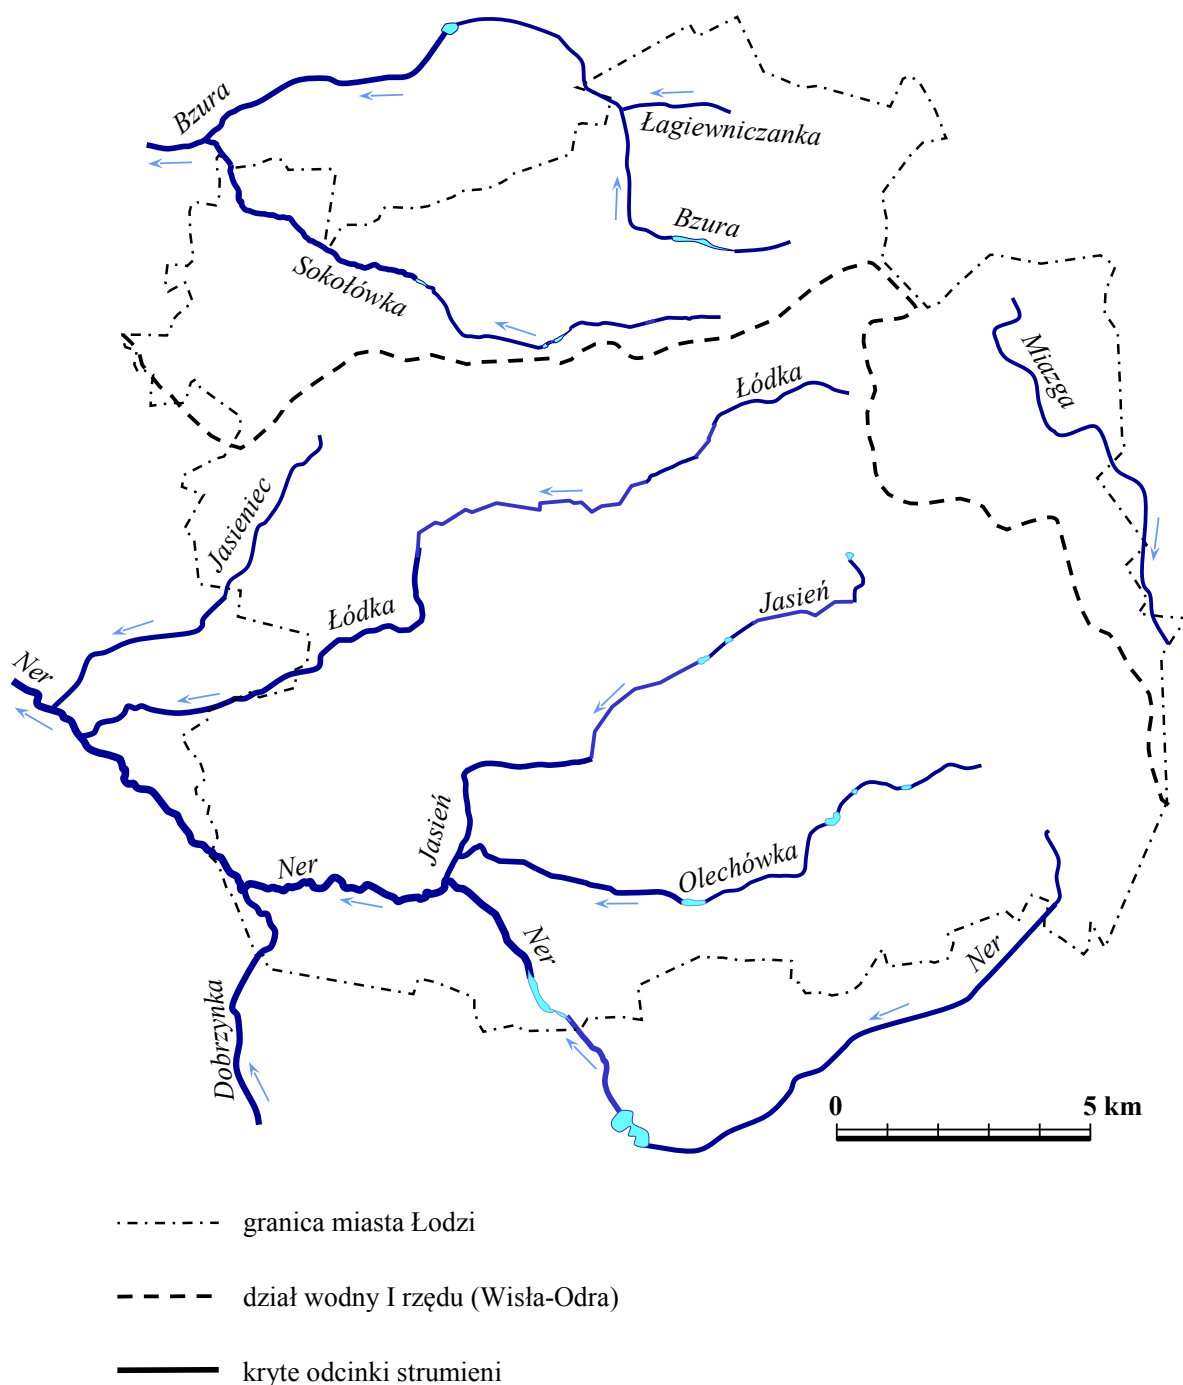 Bzura
Łagiewniczanka
Bzura
Sokołówka
Miazga
Łódka
Jasieniec
Łódka
Jasień
Ner
Jasień
Olechówka
Ner
Ner
Ner
Dobrzynka
0 5 km
granica miasta Łodzi
dział wodny I rzędu (Wisła-Odra)
kryte odcinki strumieni